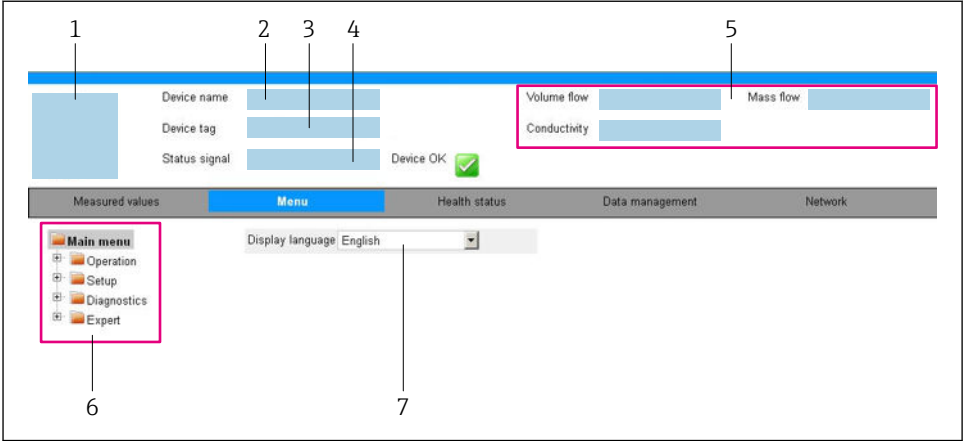 1 2 3 4 5
Device name Volume flow Mass flow
Device tag Conductivity
Status signal Device OK
Measured values Menu Health status Data management Network
Main menu Display language English
Operation
Setup
Diagnostics
Expert
6 7